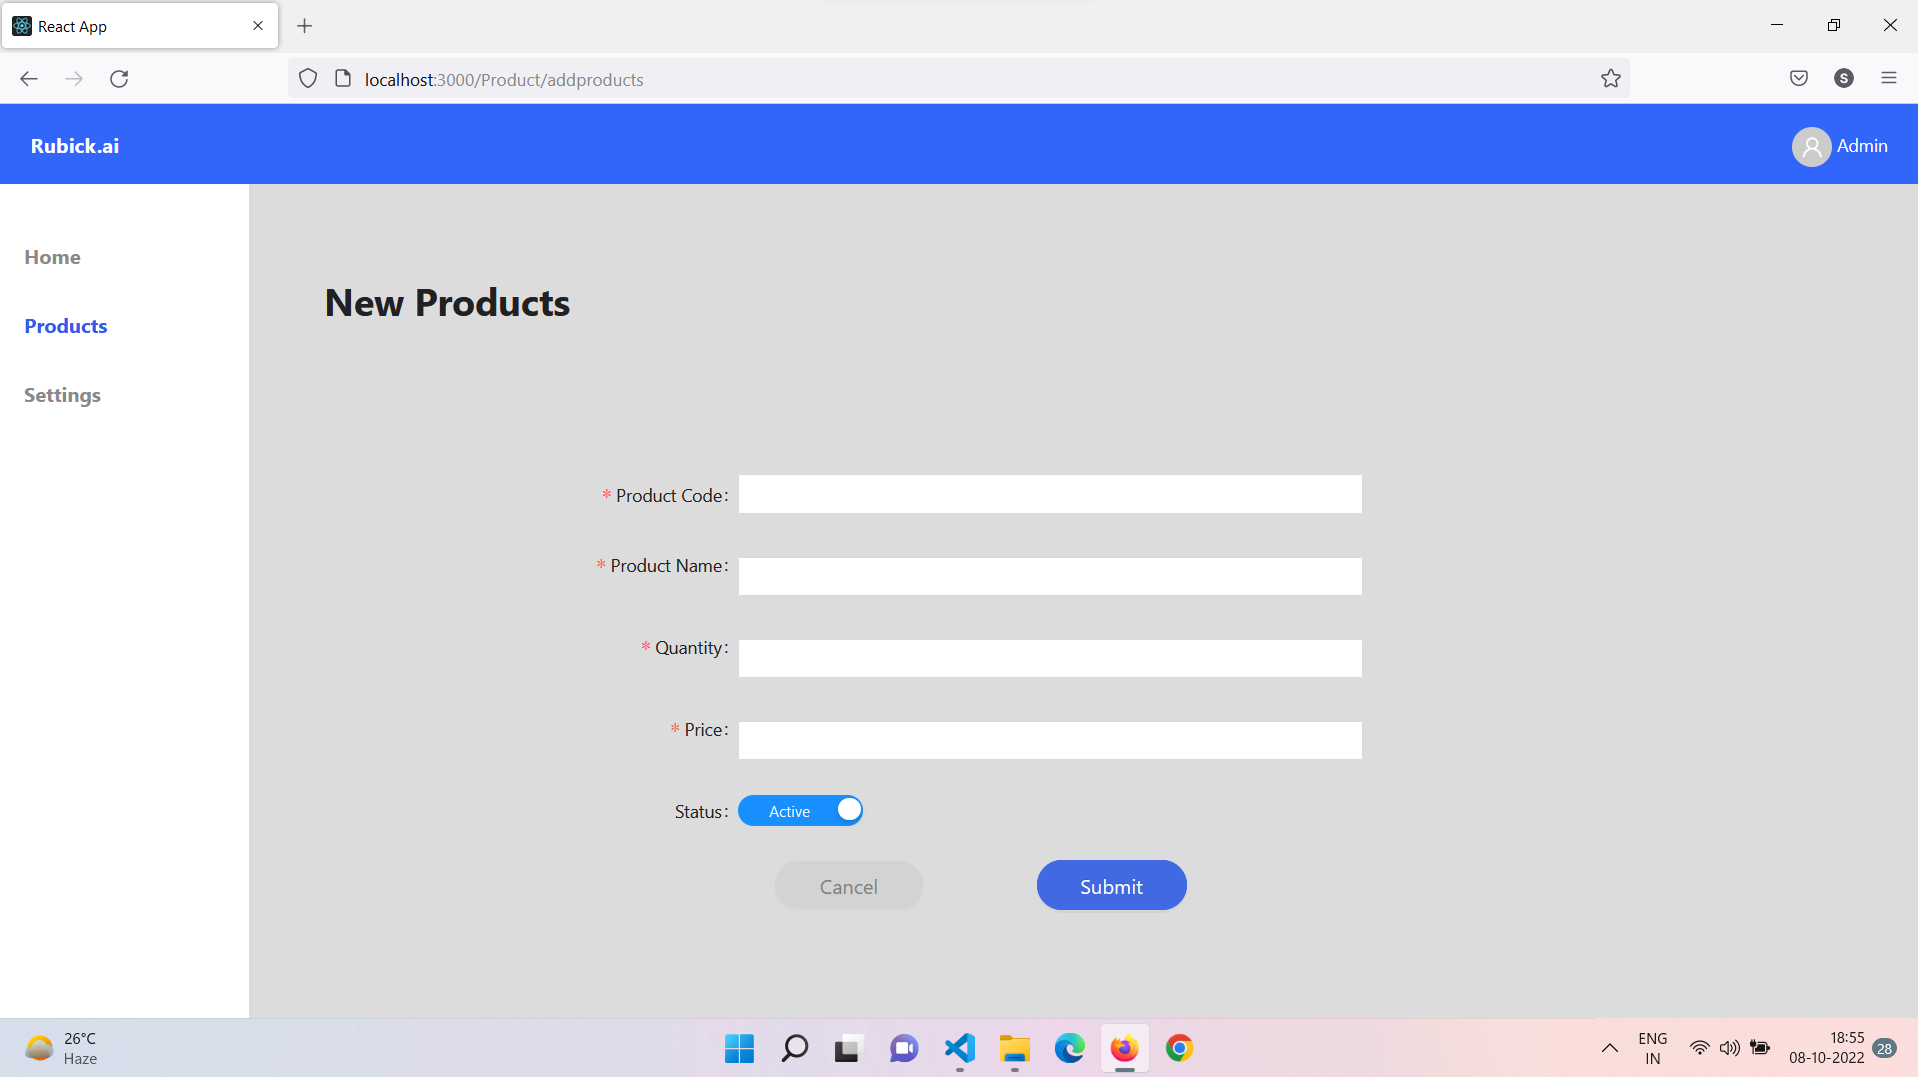 React App
localhost:3000/Product/addproducts
S
Rubick.ai
Admin
Home
Products
Settings
New Products
* Product Code:
* Product Name:
* Quantity:
* Price:
Status: Active
Cancel
Submit
26°C
Haze
ENG
IN
18:55
08-10-2022
28